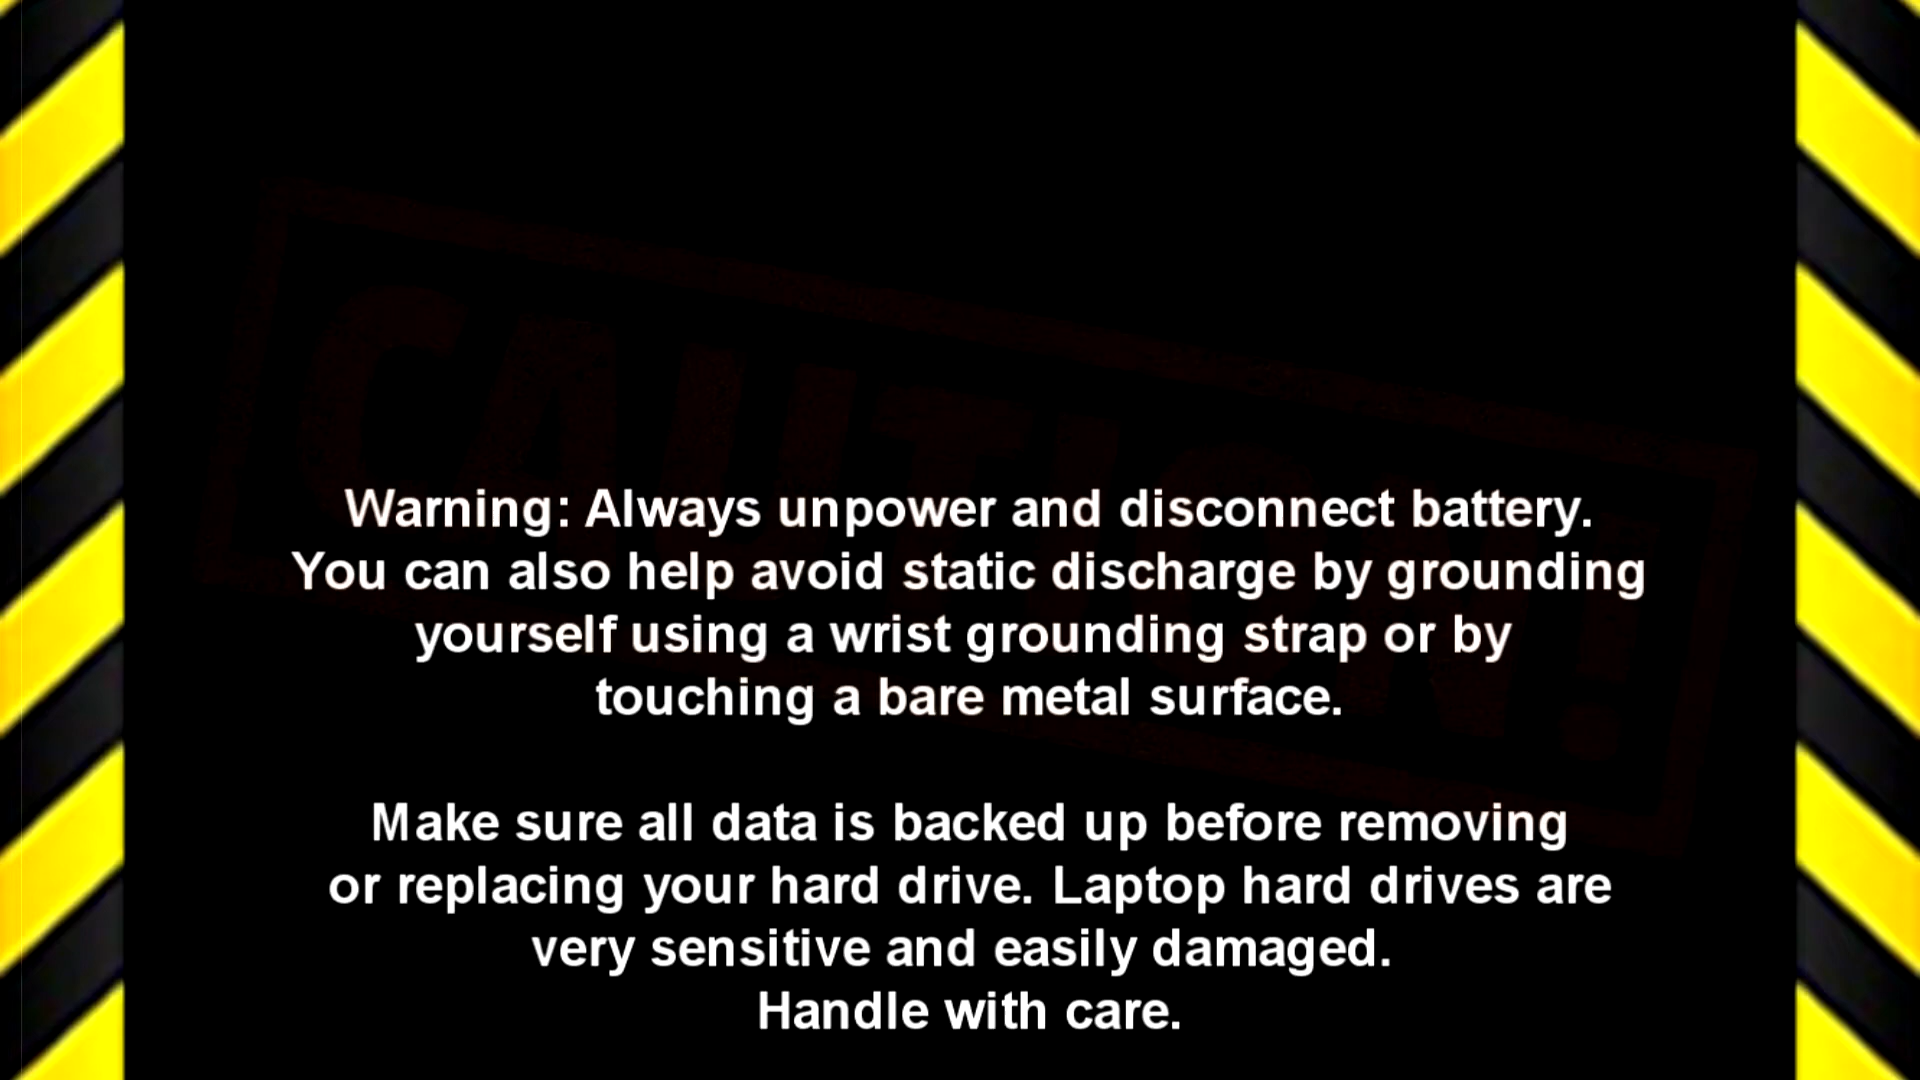 CAUTION!
Warning: Always unpower and disconnect battery.
You can also help avoid static discharge by grounding
yourself using a wrist grounding strap or by
touching a bare metal surface.
Make sure all data is backed up before removing
or replacing your hard drive. Laptop hard drives are
very sensitive and easily damaged.
Handle with care.